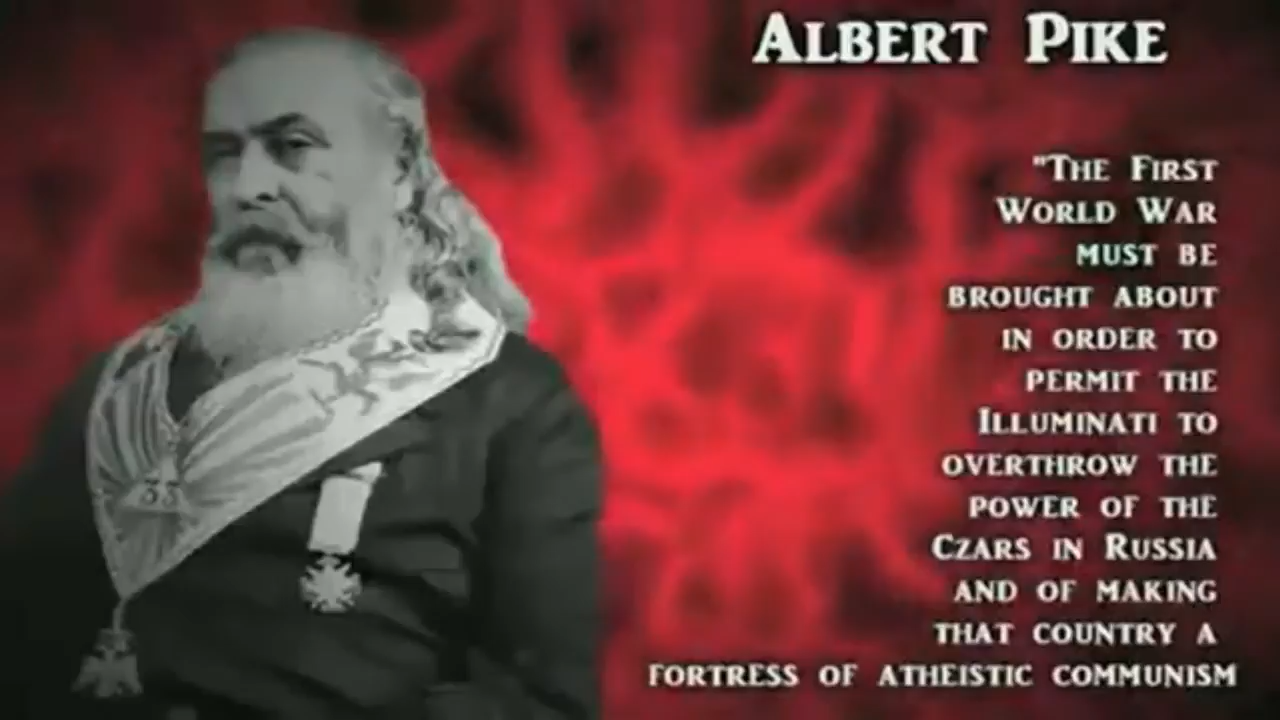 ALBERT PIKE
"THE FIRST
WORLD WAR
MUST BE
BROUGHT ABOUT
IN ORDER TO
PERMIT THE
ILLUMINATI TO
OVERTHROW THE
POWER OF THE
CZARS IN RUSSIA
AND OF MAKING
THAT COUNTRY A
FORTRESS OF ATHEISTIC COMMUNISM
33